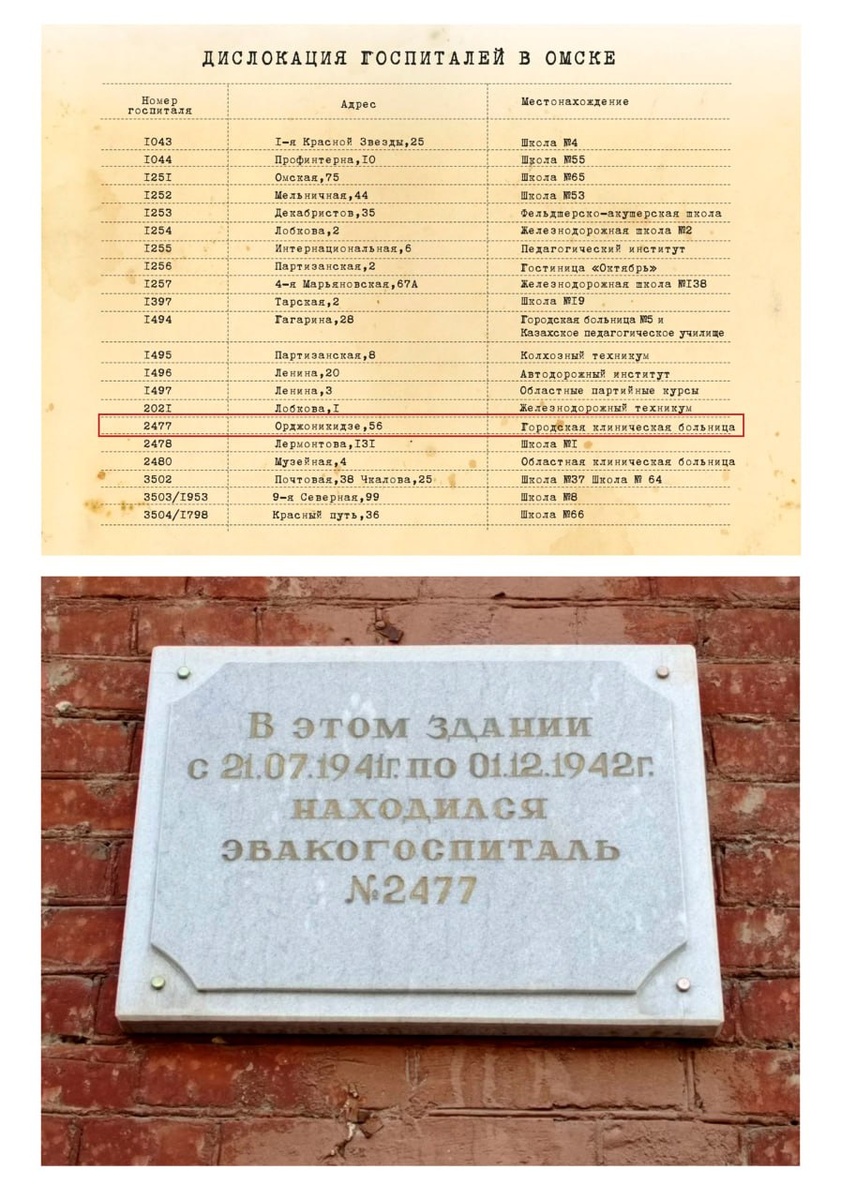 ДИСЛОКАЦИЯ ГОСПИТАЛЕЙ В ОМСКЕ
Номер госпиталя Адрес Местонахождение
I043 I-я Красной Звезды,25 Школа №4
I044 Профинтерна,I0 Школа №55
I25I Омская,75 Школа №65
I252 Мельничная,44 Школа №53
I253 Декабристов,35 Фельдшерско-акушерская школа
I254 Лобкова,2 Железнодорожная школа №2
I255 Интернациональная,6 Педагогический институт
I256 Партизанская,2 Гостиница «Октябрь»
I257 4-я Марьяновская,67А Железнодорожная школа №I38
I397 Тарская,2 Школа №I9
I494 Гагарина,28 Городская больница №5 и
Казахское педагогическое училище
I495 Партизанская,8 Колхозный техникум
I496 Ленина,20 Автодорожный институт
I497 Ленина,3 Областные партийные курсы
202I Лобкова,I Железнодорожный техникум
2477 Орджоникидзе,56 Городская клиническая больница
2478 Лермонтова,I3I Школа №I
2480 Музейная,4 Областная клиническая больница
3502 Почтовая,38 Чкалова,25 Школа №37 Школа № 64
3503/I953 9-я Северная,99 Школа №8
3504/I798 Красный путь,36 Школа №66
В ЭТОМ ЗДАНИИ
С 21.07.1941г. ПО 01.12.1942г.
НАХОДИЛСЯ
ЭВАКОГОСПИТАЛЬ
№2477